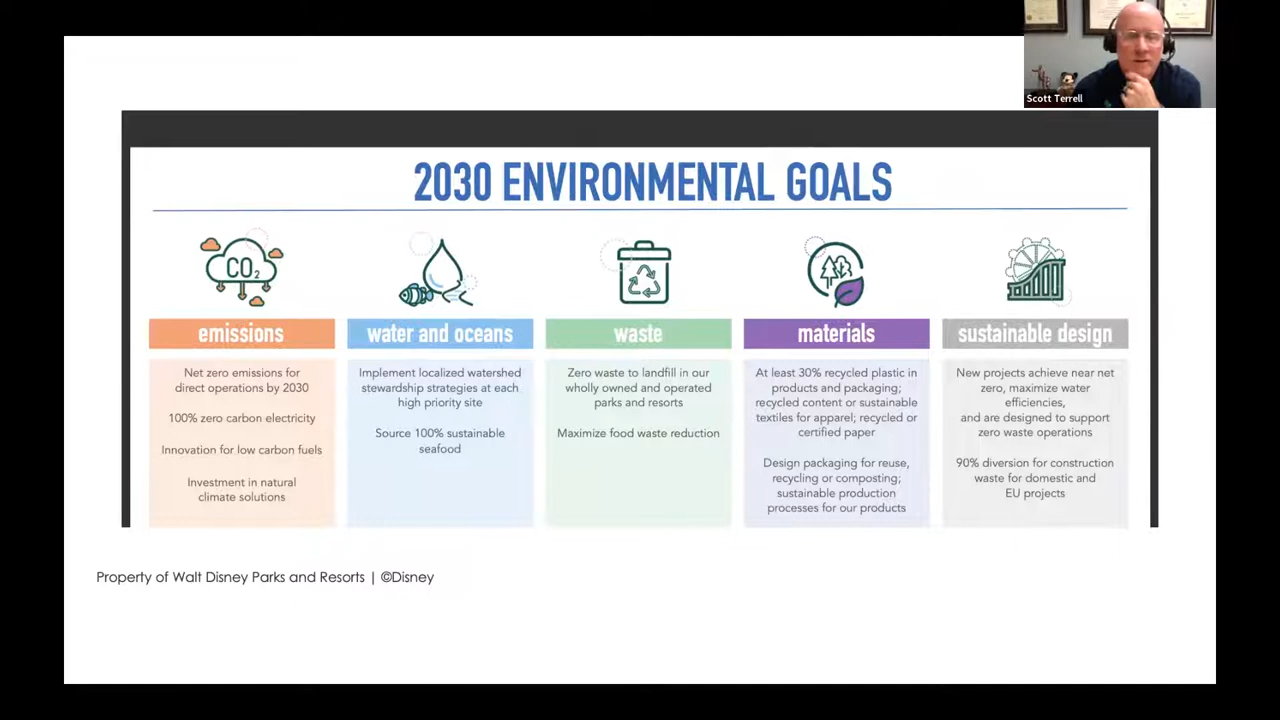 Scott Terrell
2030 ENVIRONMENTAL GOALS
CO2
emissions
Net zero emissions for
direct operations by 2030
100% zero carbon electricity
Innovation for low carbon fuels
Investment in natural
climate solutions
water and oceans
Implement localized watershed
stewardship strategies at each
high priority site
Source 100% sustainable
seafood
waste
Zero waste to landfill in our
wholly owned and operated
parks and resorts
Maximize food waste reduction
materials
At least 30% recycled plastic in
products and packaging;
recycled content or sustainable
textiles for apparel; recycled or
certified paper
Design packaging for reuse,
recycling or composting;
sustainable production
processes for our products
sustainable design
New projects achieve near net
zero, maximize water
efficiencies,
and are designed to support
zero waste operations
90% diversion for construction
waste for domestic and
EU projects
Property of Walt Disney Parks and Resorts | ©Disney